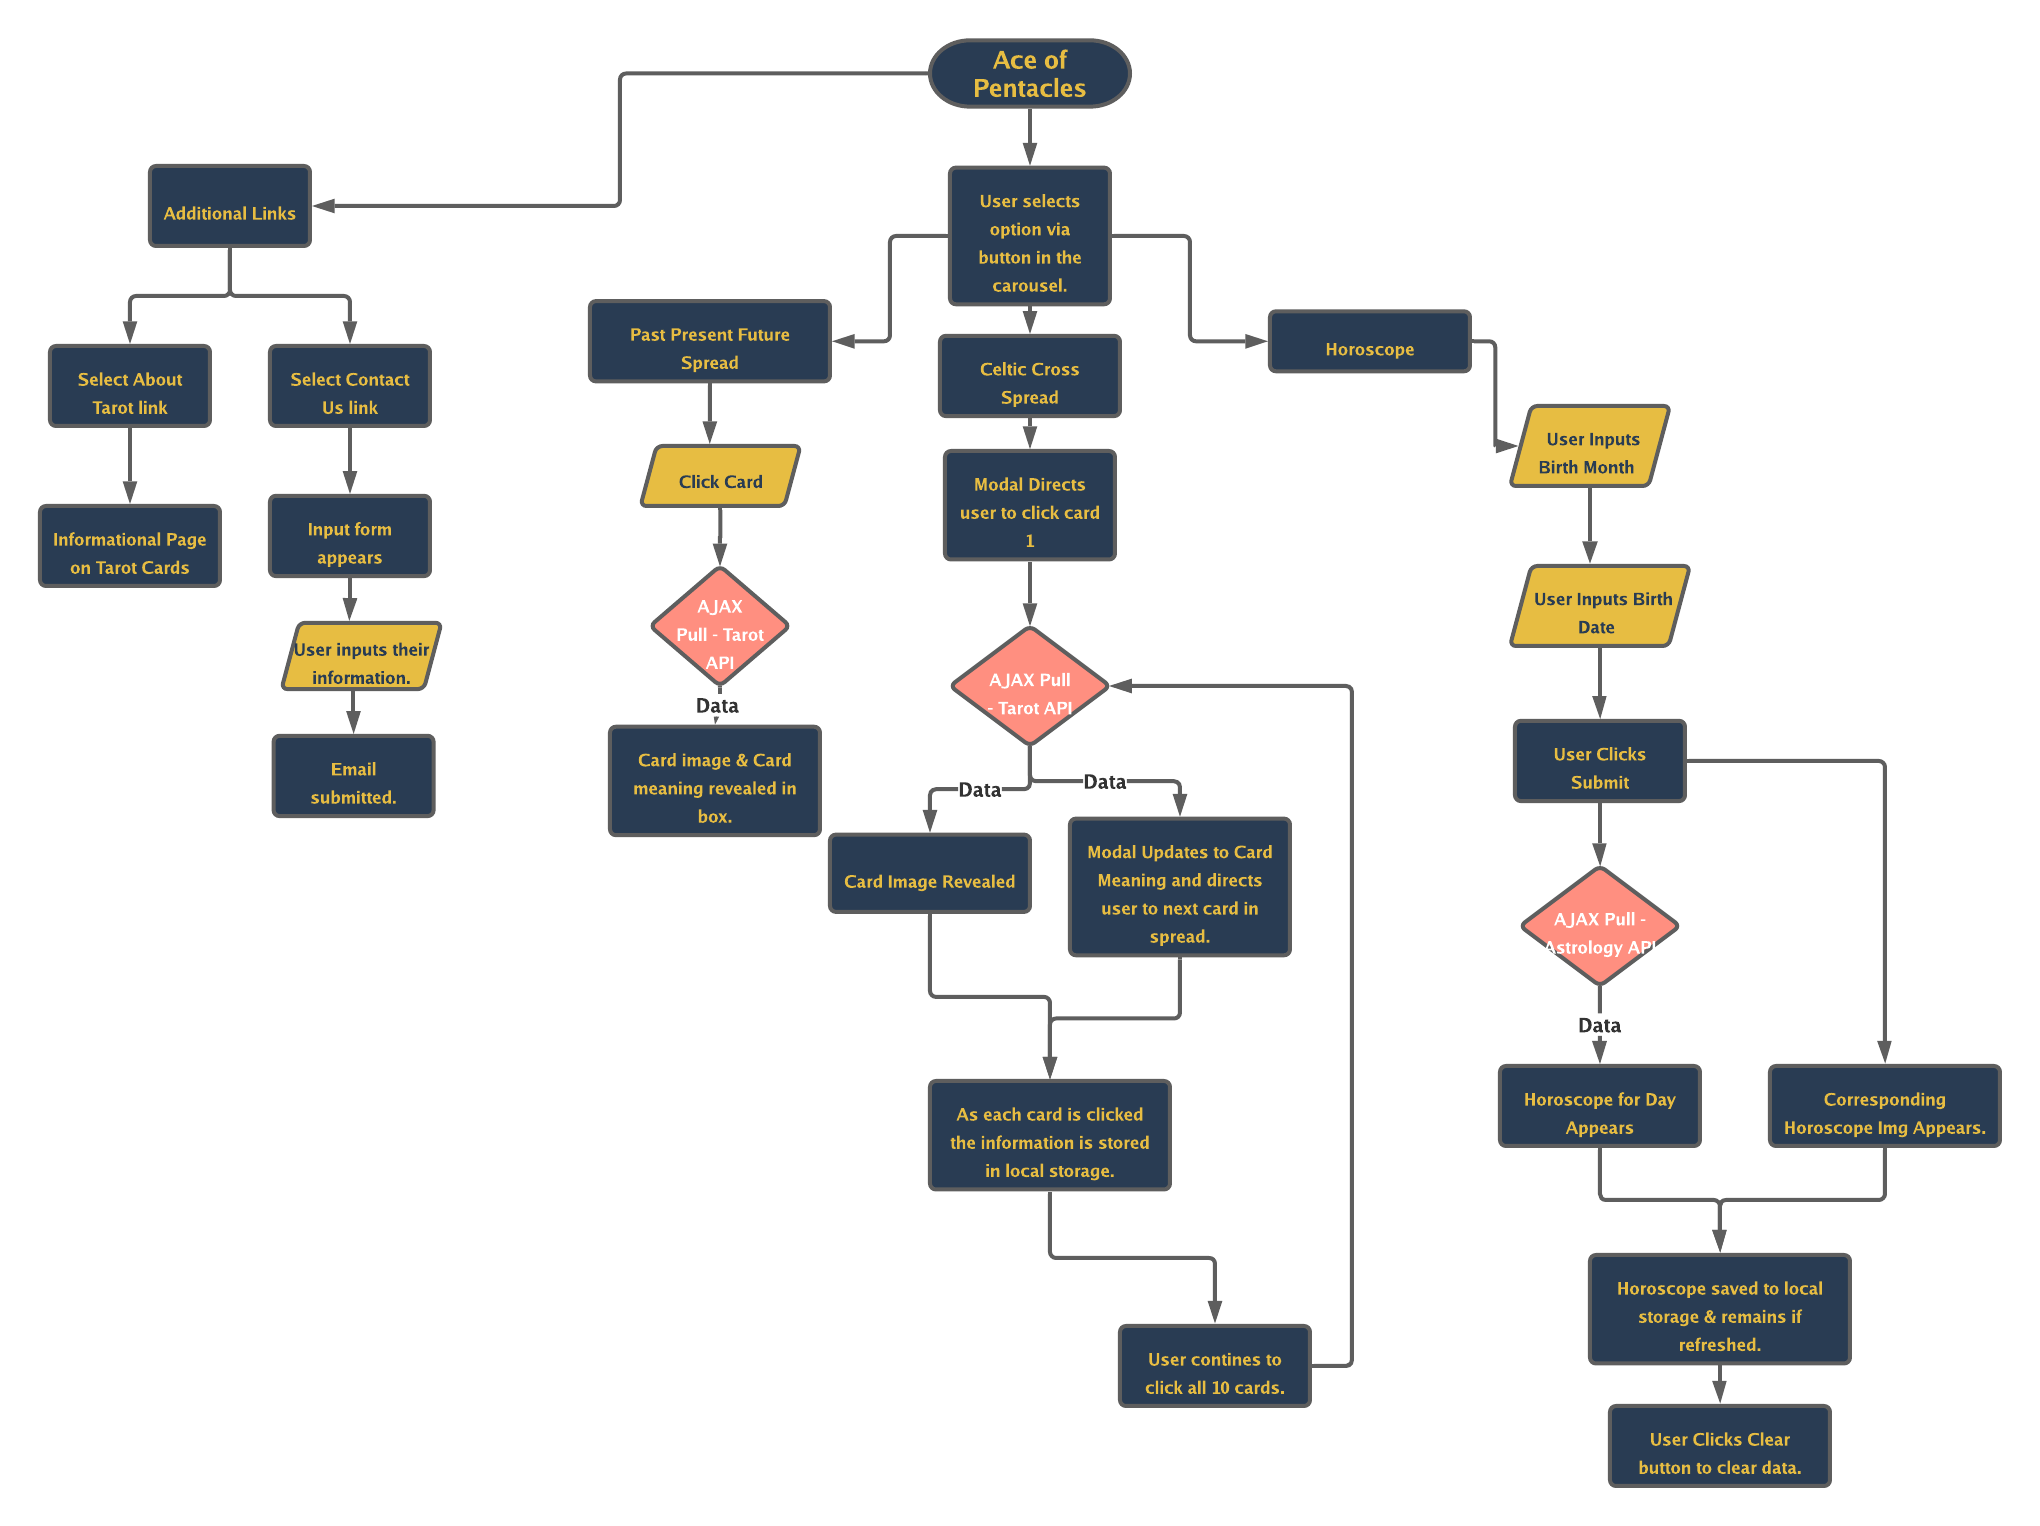 Ace of
Pentacles
Additional Links
User selects
option via
button in the
carousel.
Past Present Future
Spread
Celtic Cross
Spread
Horoscope
Select About
Tarot link
Select Contact
Us link
User Inputs
Birth Month
Click Card
Modal Directs
user to click card
1
Informational Page
on Tarot Cards
Input form
appears
AJAX
Pull - Tarot
API
User Inputs Birth
Date
User inputs their
information.
AJAX Pull
- Tarot API
Data
Email
submitted.
Card image & Card
meaning revealed in
box.
User Clicks
Submit
Data
Data
Card Image Revealed
Modal Updates to Card
Meaning and directs
user to next card in
spread.
AJAX Pull -
Astrology API
Data
As each card is clicked
the information is stored
in local storage.
Horoscope for Day
Appears
Corresponding
Horoscope Img Appears.
Horoscope saved to local
storage & remains if
refreshed.
User contines to
click all 10 cards.
User Clicks Clear
button to clear data.